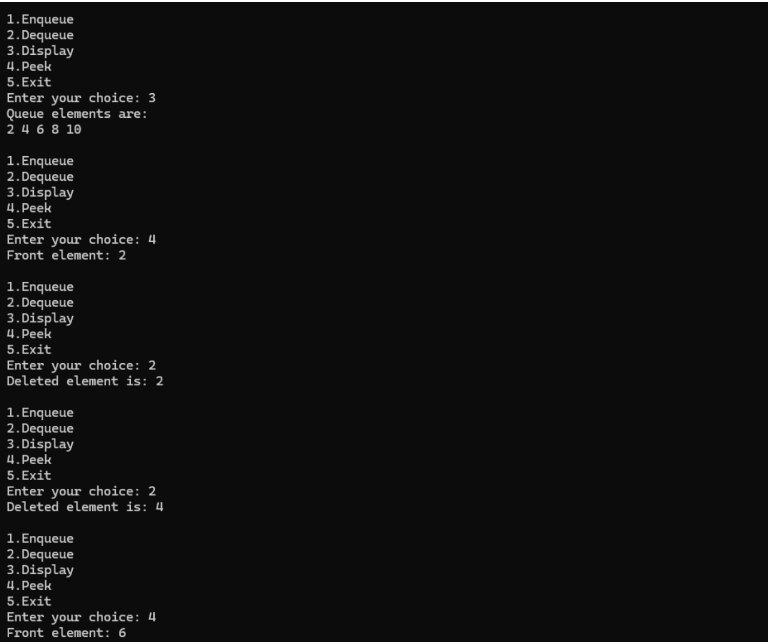 1.Enqueue
2.Dequeue
3.Display
4.Peek
5.Exit
Enter your choice: 3
Queue elements are:
2 4 6 8 10
1.Enqueue
2.Dequeue
3.Display
4.Peek
5.Exit
Enter your choice: 4
Front element: 2
1.Enqueue
2.Dequeue
3.Display
4.Peek
5.Exit
Enter your choice: 2
Deleted element is: 2
1.Enqueue
2.Dequeue
3.Display
4.Peek
5.Exit
Enter your choice: 2
Deleted element is: 4
1.Enqueue
2.Dequeue
3.Display
4.Peek
5.Exit
Enter your choice: 4
Front element: 6